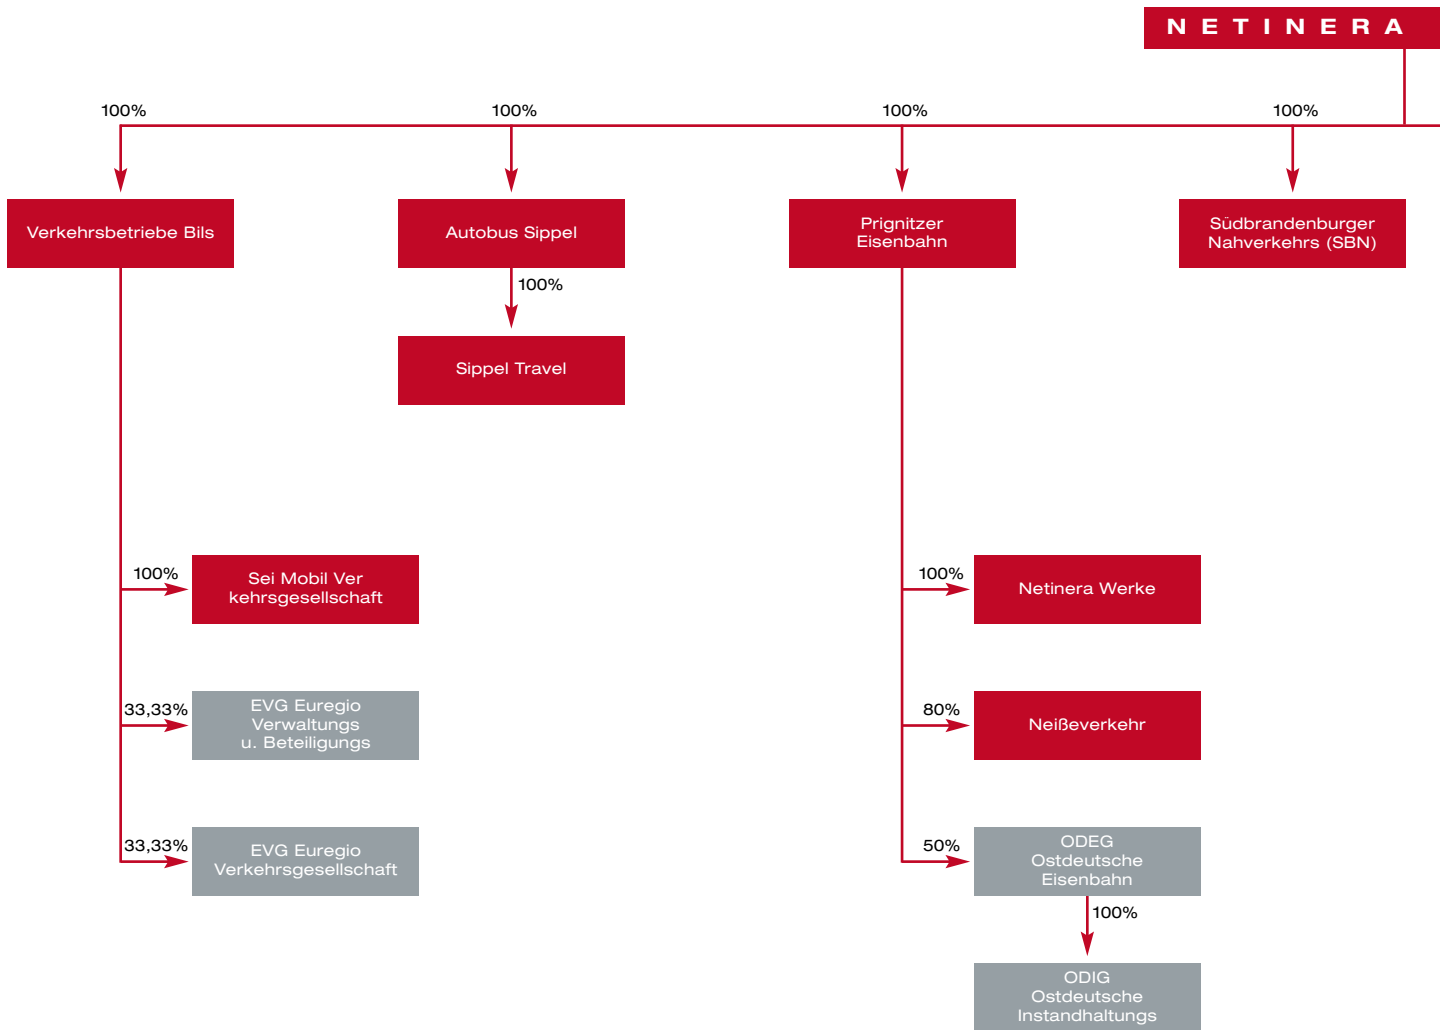 NETINERA
100%
100%
100%
100%
Verkehrsbetriebe Bils
Autobus Sippel
Prignitzer
Eisenbahn
Südbrandenburger
Nahverkehrs (SBN)
100%
Sippel Travel
100%
Sei Mobil Ver
kehrsgesellschaft
100%
Netinera Werke
33,33%
EVG Euregio
Verwaltungs
u. Beteiligungs
80%
Neißeverkehr
33,33%
EVG Euregio
Verkehrsgesellschaft
50%
ODEG
Ostdeutsche
Eisenbahn
100%
ODIG
Ostdeutsche
Instandhaltungs